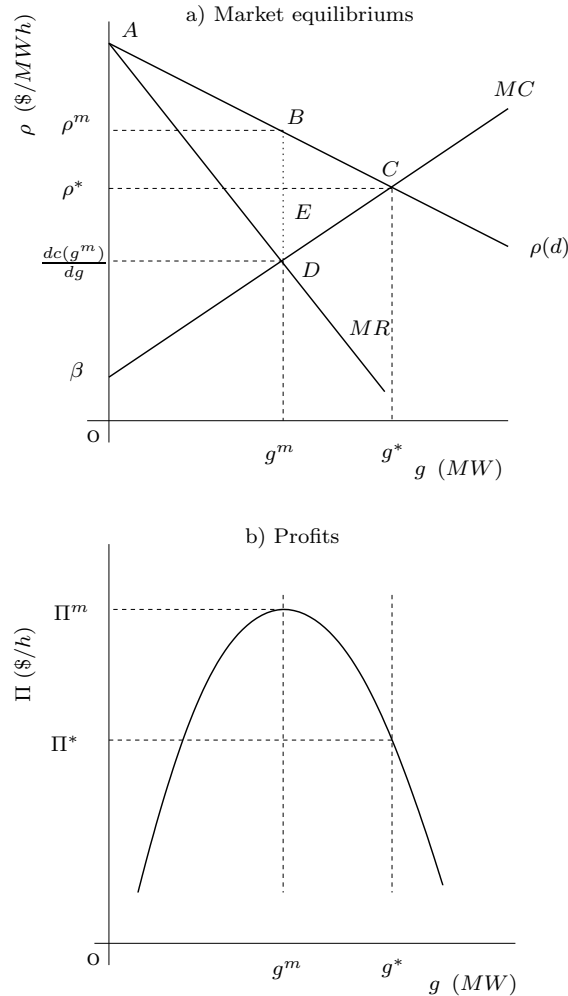 a) Market equilibriums
A
ρ ($/MWh)
MC
ρ^m
B
C
ρ^*
E
ρ(d)
dc(g^m)
dg
D
MR
β
O
g^m
g^*
g (MW)
b) Profits
Π^m
Π ($/h)
Π^*
O
g^m
g^*
g (MW)